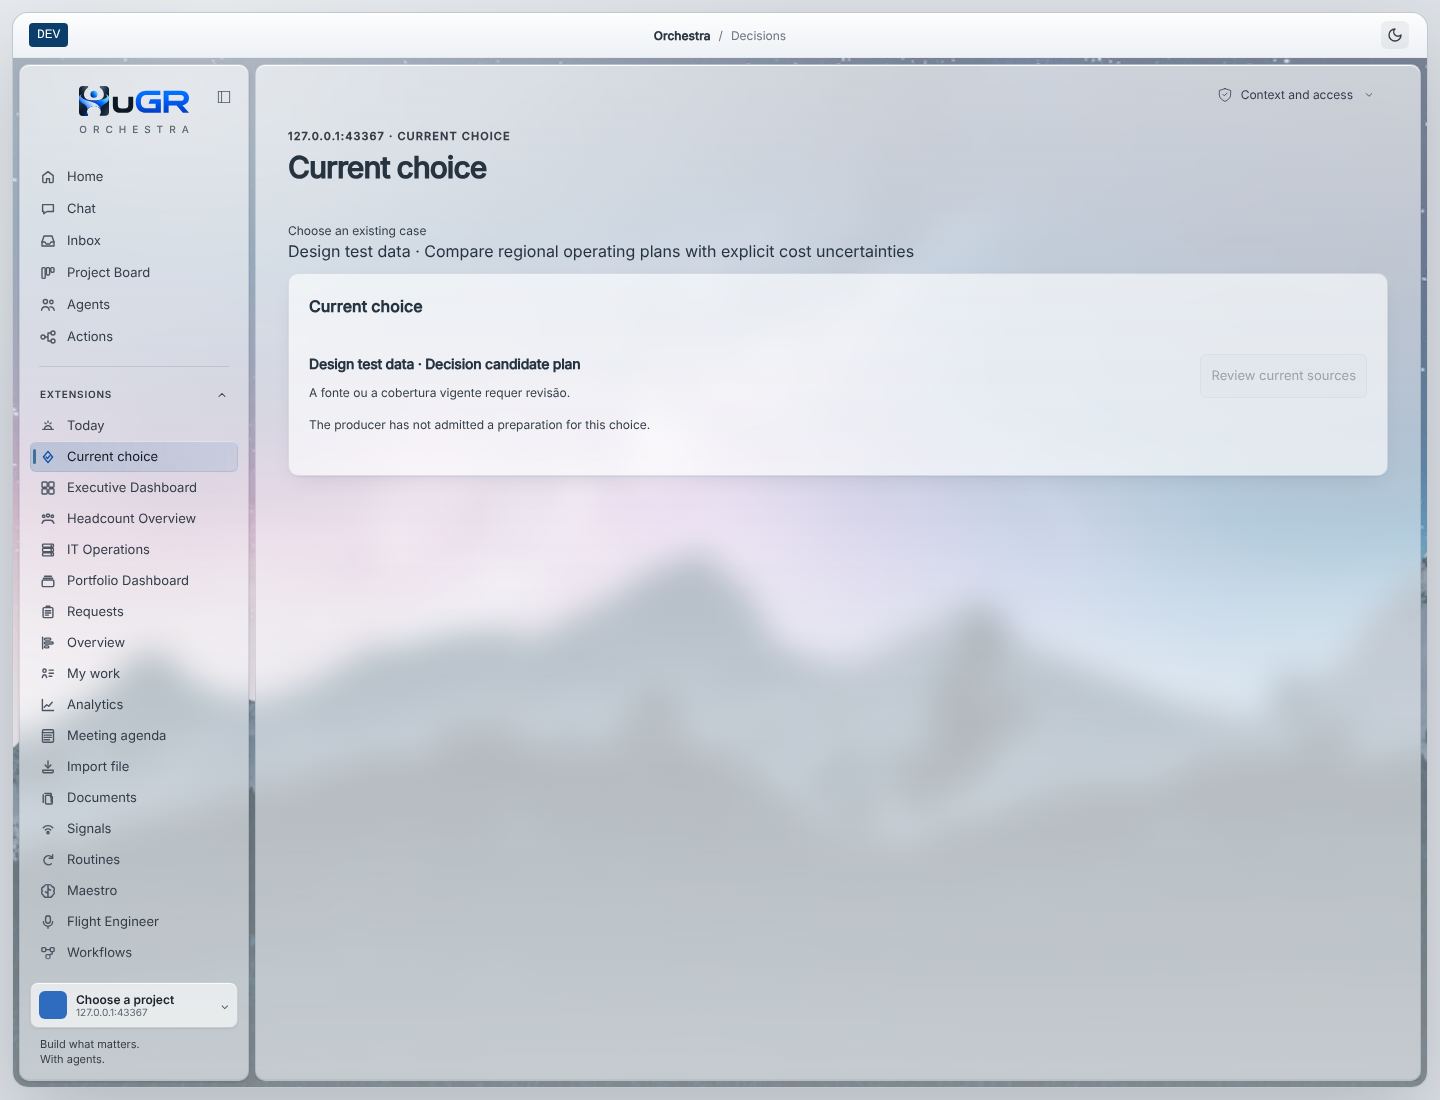 DEV
Orchestra / Decisions
HuGR
ORCHESTRA
Home
Chat
Inbox
Project Board
Agents
Actions
EXTENSIONS
Today
Current choice
Executive Dashboard
Headcount Overview
IT Operations
Portfolio Dashboard
Requests
Overview
My work
Analytics
Meeting agenda
Import file
Documents
Signals
Routines
Maestro
Flight Engineer
Workflows
Choose a project
127.0.0.1:43367
Build what matters.
With agents.
Context and access
127.0.0.1:43367 · CURRENT CHOICE
Current choice
Choose an existing case
Design test data · Compare regional operating plans with explicit cost uncertainties
Current choice
Design test data · Decision candidate plan
Review current sources
A fonte ou a cobertura vigente requer revisão.
The producer has not admitted a preparation for this choice.